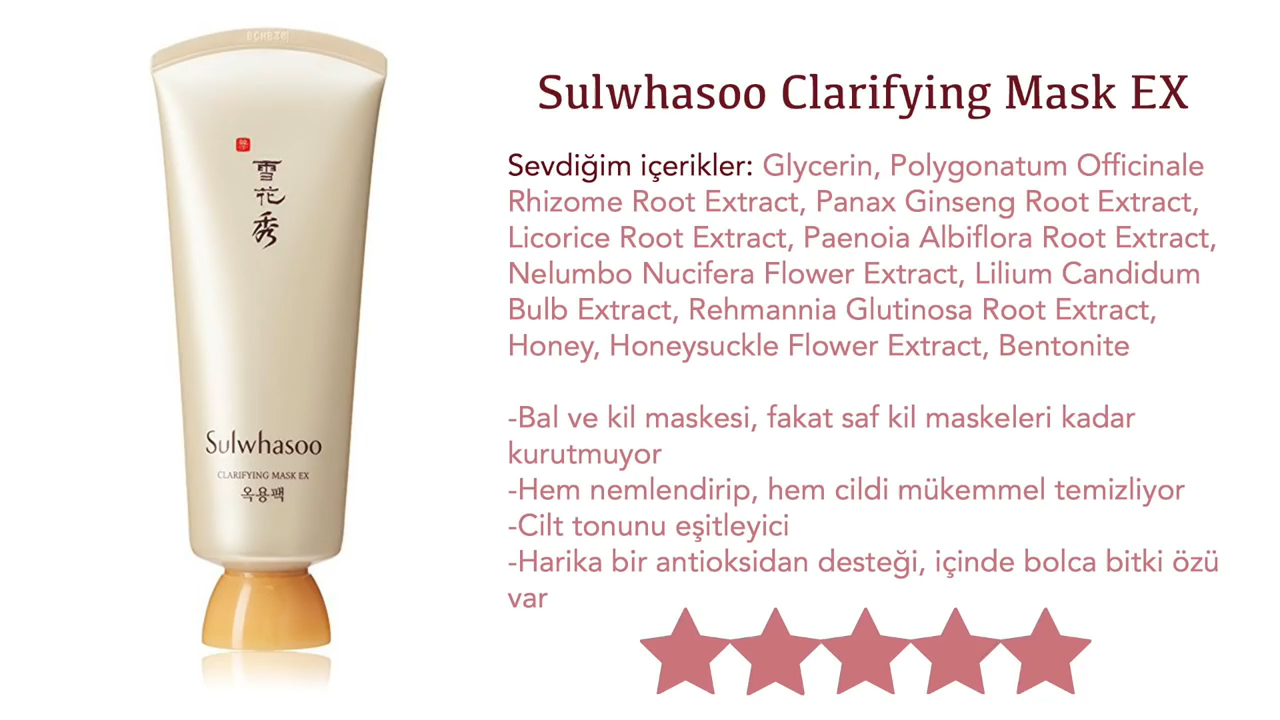 Sulwhasoo Clarifying Mask EX
Sevdiğim içerikler: Glycerin, Polygonatum Officinale
Rhizome Root Extract, Panax Ginseng Root Extract,
Licorice Root Extract, Paenoia Albiflora Root Extract,
Nelumbo Nucifera Flower Extract, Lilium Candidum
Bulb Extract, Rehmannia Glutinosa Root Extract,
Honey, Honeysuckle Flower Extract, Bentonite
-Bal ve kil maskesi, fakat saf kil maskeleri kadar
kurutmuyor
-Hem nemlendirip, hem cildi mükemmel temizliyor
-Cilt tonunu eşitleyici
-Harika bir antioksidan desteği, içinde bolca bitki özü
var
雪花秀
Sulwhasoo
CLARIFYING MASK EX
옥용팩